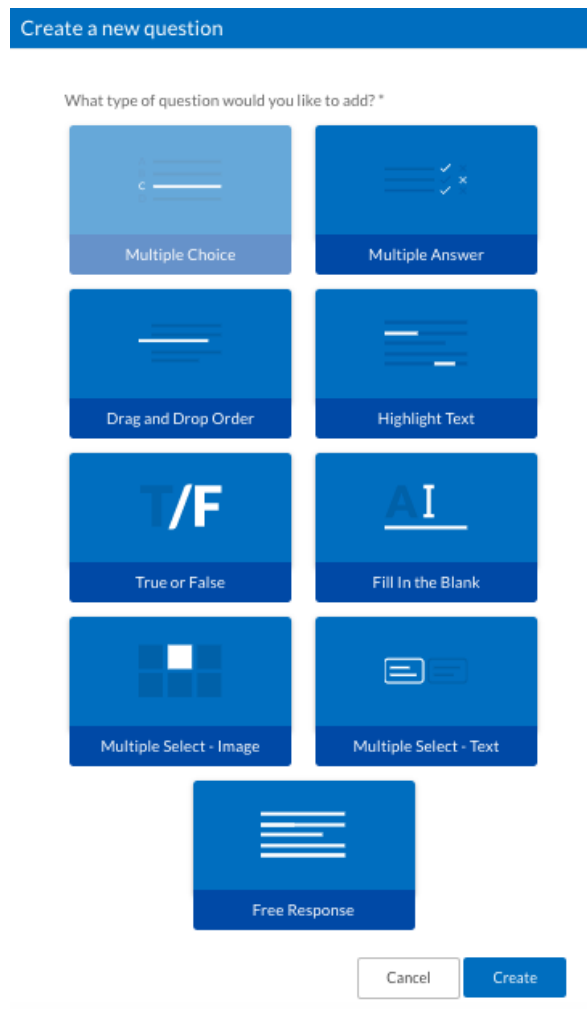 Create a new question
What type of question would you like to add? *
C
Multiple Choice
Multiple Answer
Drag and Drop Order
Highlight Text
T/F
True or False
AI
Fill In the Blank
Multiple Select - Image
Multiple Select - Text
Free Response
Cancel
Create